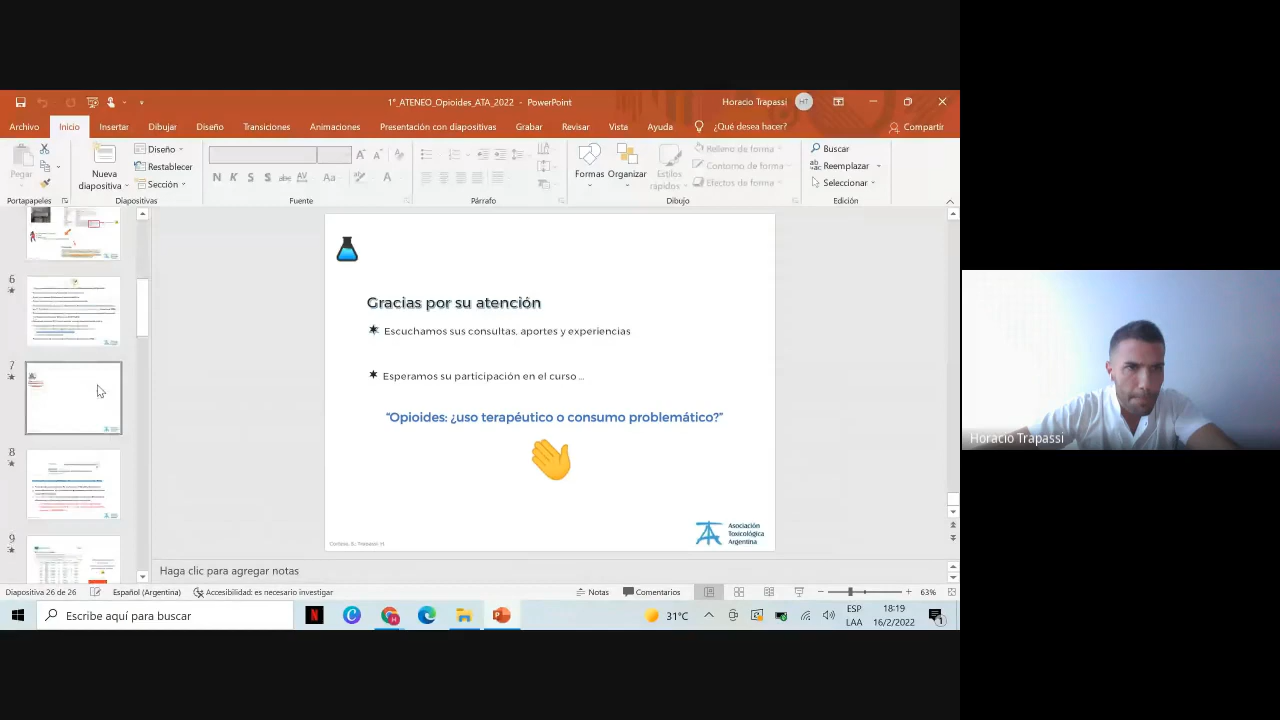 1°_ATENEO_Opioides_ATA_2022 - PowerPoint
Horacio Trapassi HT
Archivo Inicio Insertar Dibujar Diseño Transiciones Animaciones Presentación con diapositivas Grabar Revisar Vista Ayuda ¿Qué desea hacer? Compartir
Pegar
Portapapeles
Nueva diapositiva
Diseño
Restablecer
Sección
Diapositivas
N K S S abc AV Aa A
Fuente
Párrafo
Formas
Organizar
Estilos rápidos
Relleno de forma
Contorno de forma
Efectos de forma
Dibujo
Buscar
Reemplazar
Seleccionar
Edición
6
7
8
9
Gracias por su atención
Escuchamos sus consultas, aportes y experiencias
Esperamos su participación en el curso ...
“Opioides: ¿uso terapéutico o consumo problemático?”
Asociación
Toxicológica
Argentina
Haga clic para agregar notas
Diapositiva 26 de 26 Español (Argentina) Accesibilidad: es necesario investigar Notas Comentarios 63%
Escribe aquí para buscar
31°C
ESP
LAA
18:19
16/2/2022
1
Horacio Trapassi